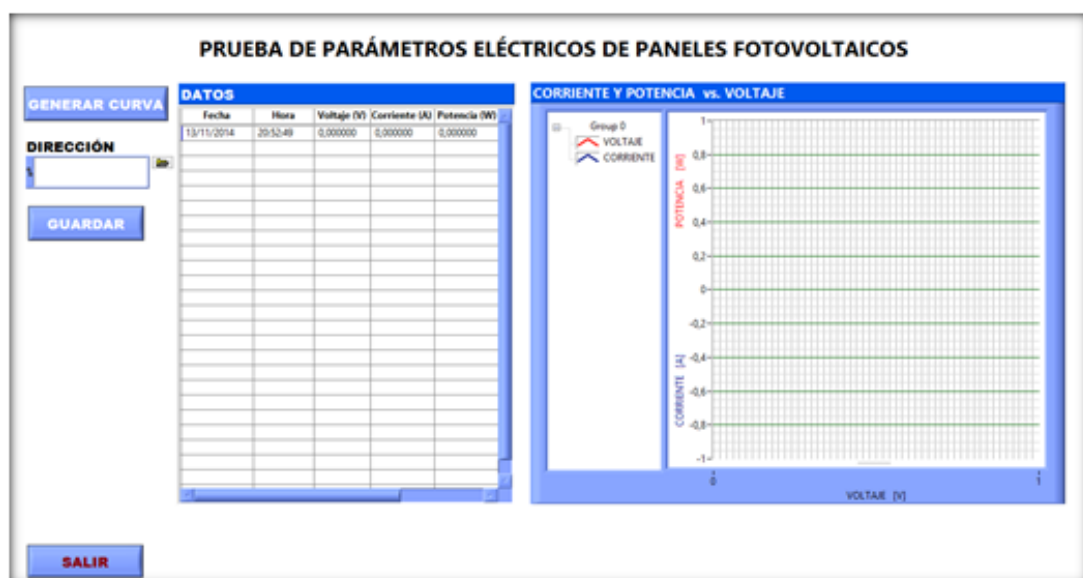 PRUEBA DE PARÁMETROS ELÉCTRICOS DE PANELES FOTOVOLTAICOS
GENERAR CURVA
DIRECCIÓN
GUARDAR
SALIR
DATOS
Fecha Hora Voltaje (V) Corriente (A) Potencia (W)
13/11/2014 20:52:49 0,000000 0,000000 0,000000
CORRIENTE Y POTENCIA vs. VOLTAJE
Group 0
VOLTAJE
CORRIENTE
POTENCIA [W]
CORRIENTE [A]
1
0,8
0,6
0,4
0,2
0
-0,2
-0,4
-0,6
-0,8
-1
0 1
VOLTAJE [V]